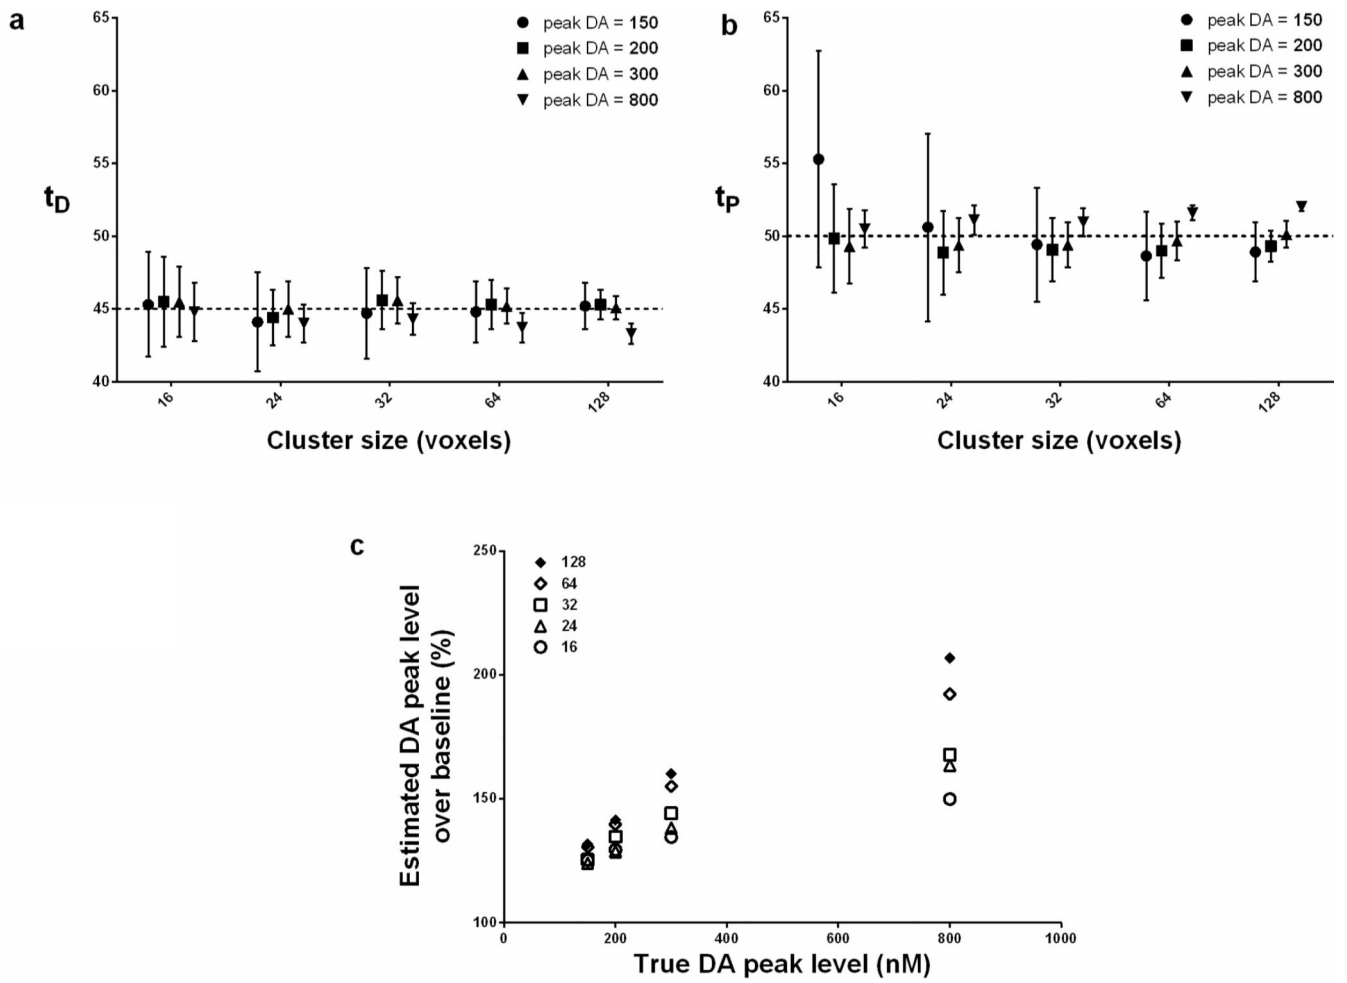 a
65
60
55
50
45
40
tD
peak DA = 150
peak DA = 200
peak DA = 300
peak DA = 800
16
24
32
64
128
Cluster size (voxels)
b
65
60
55
50
45
40
tP
peak DA = 150
peak DA = 200
peak DA = 300
peak DA = 800
16
24
32
64
128
Cluster size (voxels)
c
250
200
150
100
Estimated DA peak level
over baseline (%)
128
64
32
24
16
0
200
400
600
800
1000
True DA peak level (nM)